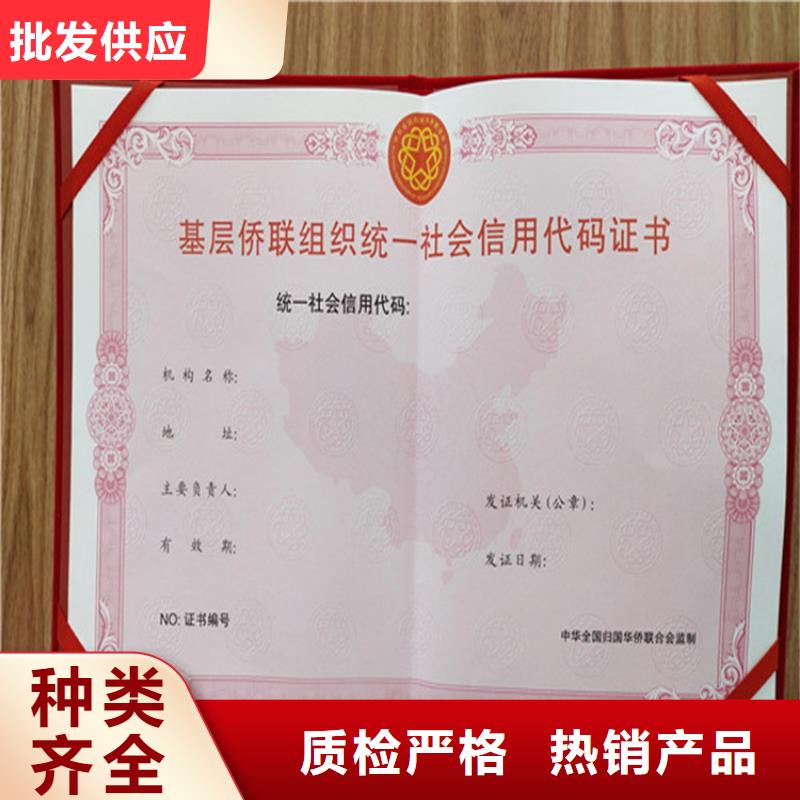 批发供应
基层侨联组织统一社会信用代码证书
统一社会信用代码:
机构名称:
地 址:
主要负责人:
发证机关(公章):
有 效 期:
发证日期:
NO:证书编号
中华全国归国华侨联合会监制
种类
齐全
质检严格 热销产品